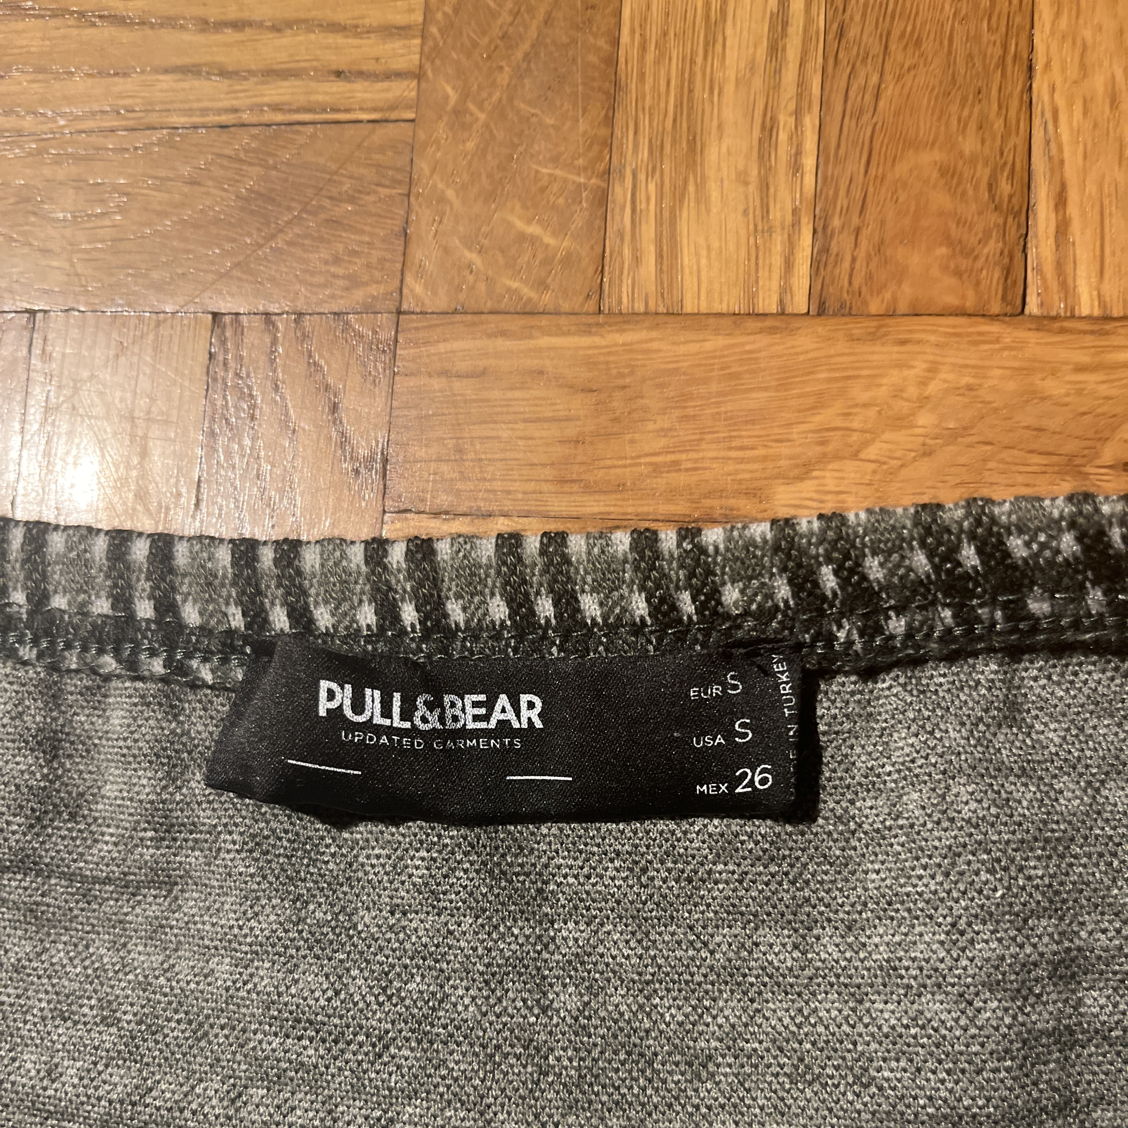 PULL&BEAR
UPDATED GARMENTS
EUR S
USA S
MEX 26
IN TURKEY